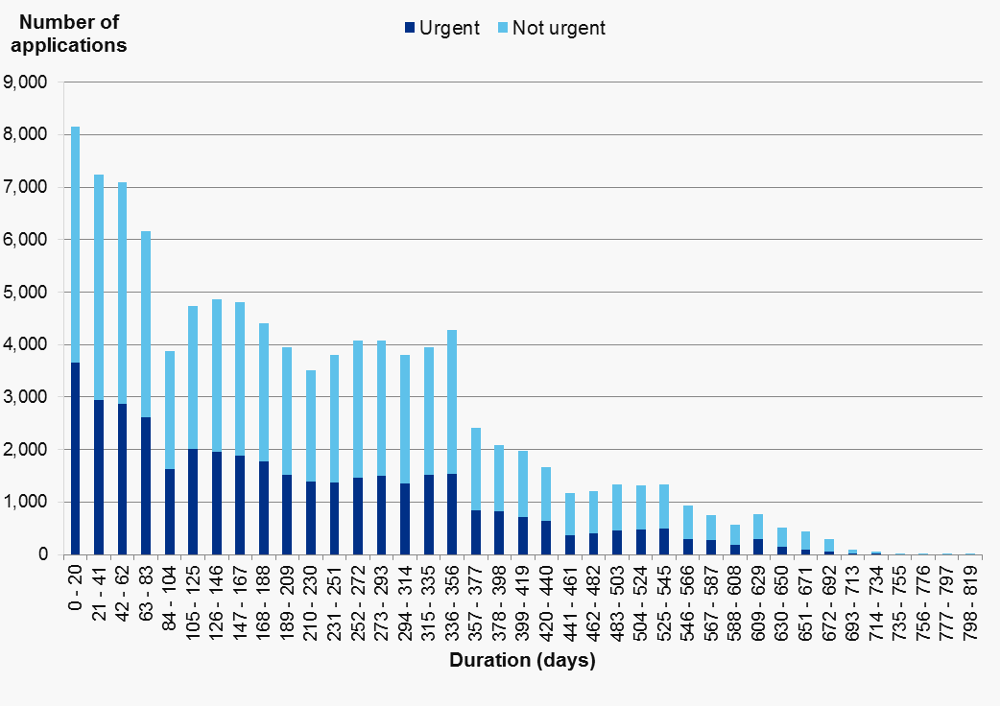 Number of
applications
Urgent Not urgent
9,000
8,000
7,000
6,000
5,000
4,000
3,000
2,000
1,000
0
0 - 20
21 - 41
42 - 62
63 - 83
84 - 104
105 - 125
126 - 146
147 - 167
168 - 188
189 - 209
210 - 230
231 - 251
252 - 272
273 - 293
294 - 314
315 - 335
336 - 356
357 - 377
378 - 398
399 - 419
420 - 440
441 - 461
462 - 482
483 - 503
504 - 524
525 - 545
546 - 566
567 - 587
588 - 608
609 - 629
630 - 650
651 - 671
672 - 692
693 - 713
714 - 734
735 - 755
756 - 776
777 - 797
798 - 819
Duration (days)